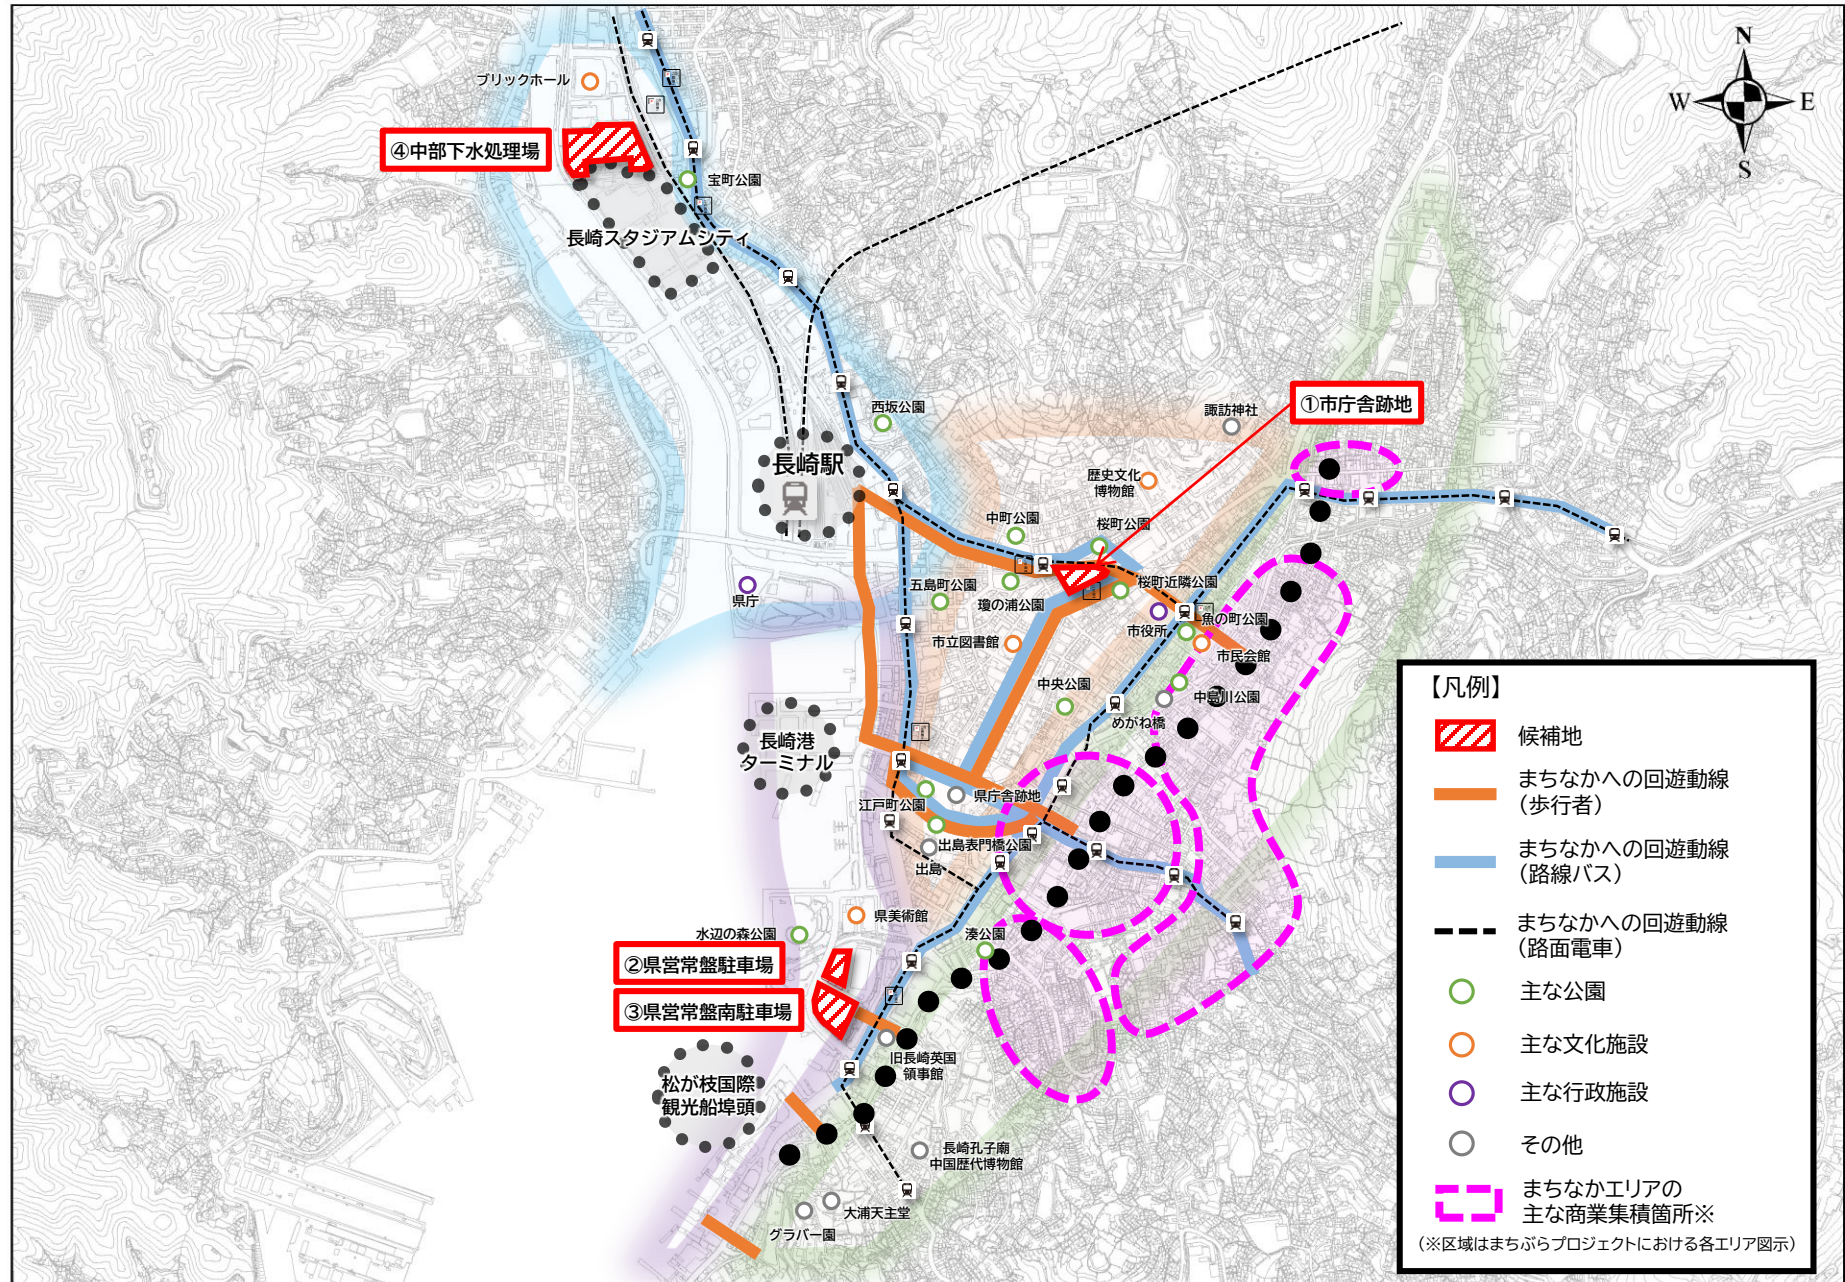 N
W
E
S
ブリックホール
④中部下水処理場
宝町公園
長崎スタジアムシティ
西坂公園
諏訪神社
①市庁舎跡地
長崎駅
歴史文化
博物館
中町公園
桜町公園
県庁
五島町公園
瓊の浦公園
桜町近隣公園
市役所
魚の町公園
市立図書館
市民会館
中央公園
中島川公園
めがね橋
長崎港
ターミナル
江戸町公園
県庁舎跡地
出島表門橋公園
出島
県美術館
水辺の森公園
湊公園
②県営常盤駐車場
③県営常盤南駐車場
旧長崎英国
領事館
松が枝国際
観光船埠頭
長崎孔子廟
中国歴代博物館
大浦天主堂
グラバー園
【凡例】
候補地
まちなかへの回遊動線
（歩行者）
まちなかへの回遊動線
（路線バス）
まちなかへの回遊動線
（路面電車）
主な公園
主な文化施設
主な行政施設
その他
まちなかエリアの
主な商業集積箇所※
（※区域はまちぶらプロジェクトにおける各エリア図示）